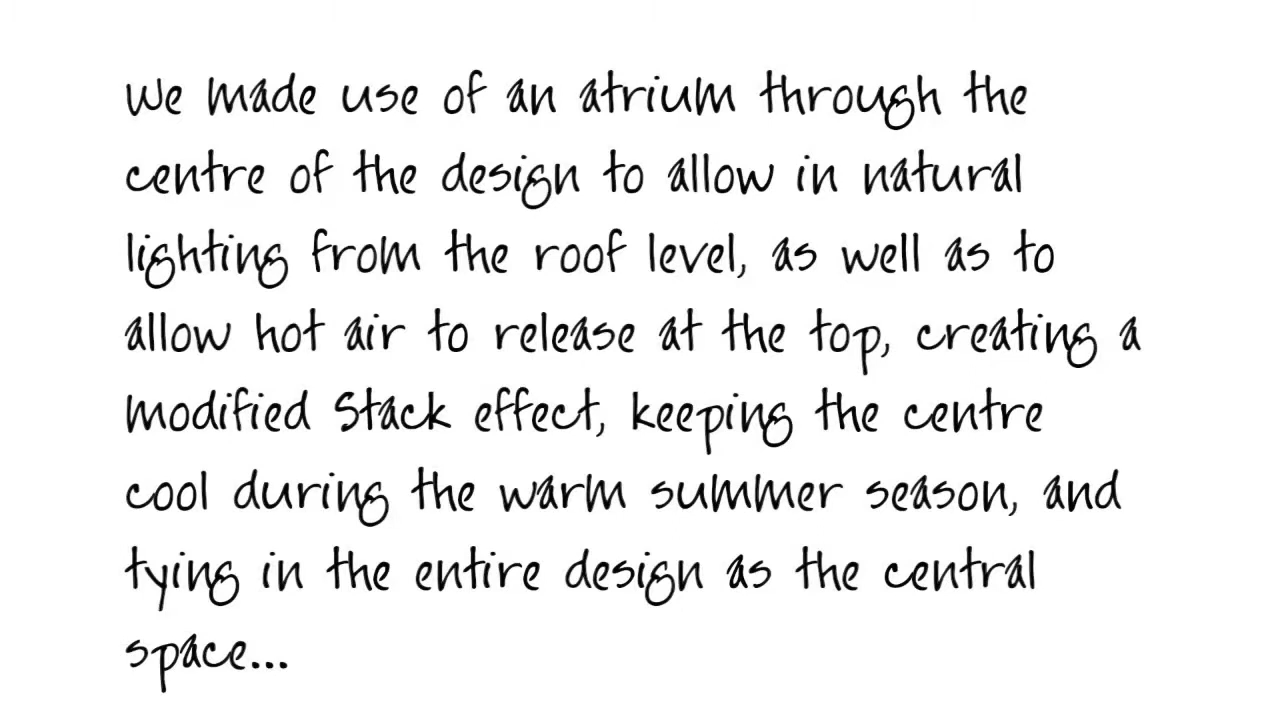 We made use of an atrium through the
centre of the design to allow in natural
lighting from the roof level, as well as to
allow hot air to release at the top, creating a
modified Stack effect, keeping the centre
cool during the warm summer season, and
tying in the entire design as the central
space...